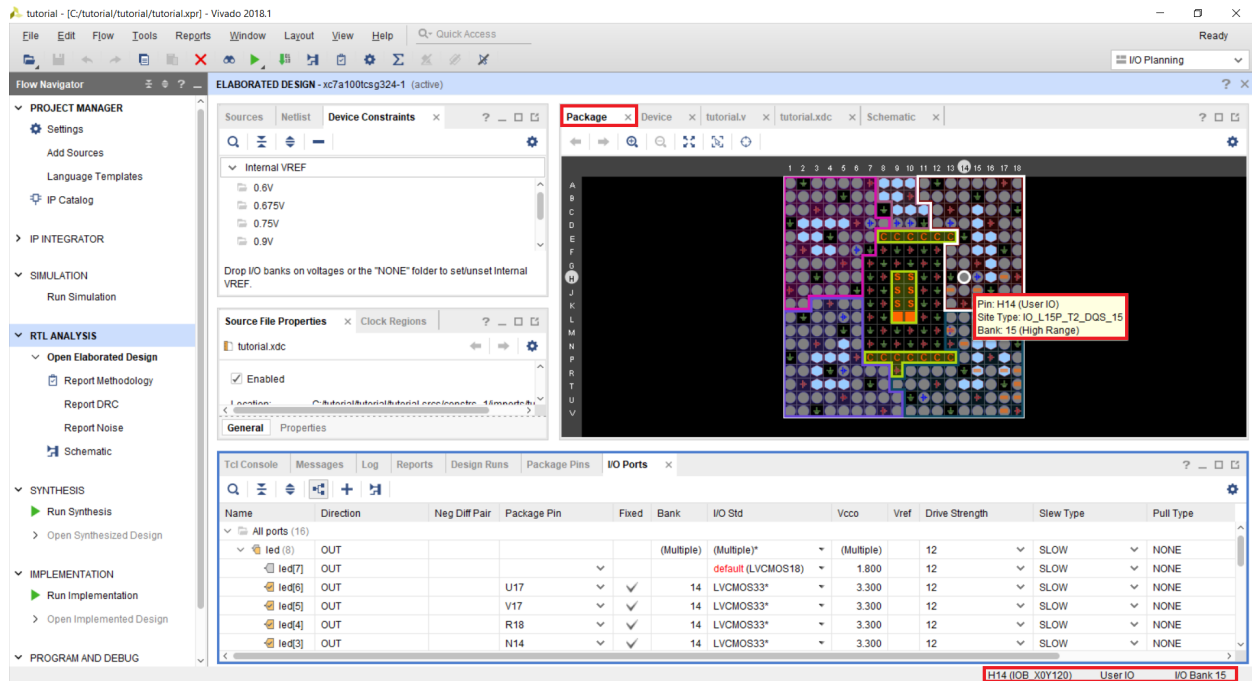 tutorial - [C:/tutorial/tutorial/tutorial.xpr] - Vivado 2018.1
File Edit Flow Tools Reports Window Layout View Help Quick Access Ready
I/O Planning
Flow Navigator
ELABORATED DESIGN - xc7a100tcsg324-1 (active)
PROJECT MANAGER
Settings
Add Sources
Language Templates
IP Catalog
IP INTEGRATOR
SIMULATION
Run Simulation
RTL ANALYSIS
Open Elaborated Design
Report Methodology
Report DRC
Report Noise
Schematic
SYNTHESIS
Run Synthesis
Open Synthesized Design
IMPLEMENTATION
Run Implementation
Open Implemented Design
PROGRAM AND DEBUG
Sources Netlist Device Constraints
Internal VREF
0.6V
0.675V
0.75V
0.9V
Drop I/O banks on voltages or the "NONE" folder to set/unset Internal
VREF.
Source File Properties Clock Regions
tutorial.xdc
Enabled
General Properties
Package Device tutorial.v tutorial.xdc Schematic
1 2 3 4 5 6 7 8 9 10 11 12 13 14 15 16 17 18
A
B
C
D
E
F
G
H
J
K
L
M
N
P
R
T
U
V
C C C C C C
S S
S S
S S
C C C C C C C
Pin: H14 (User IO)
Site Type: IO_L15P_T2_DQS_15
Bank: 15 (High Range)
Tcl Console Messages Log Reports Design Runs Package Pins I/O Ports
Name Direction Neg Diff Pair Package Pin Fixed Bank I/O Std Vcco Vref Drive Strength Slew Type Pull Type
All ports (16)
led (8) OUT (Multiple) (Multiple)* (Multiple) 12 SLOW NONE
led[7] OUT default (LVCMOS18) 1.800 12 SLOW NONE
led[6] OUT U17 14 LVCMOS33* 3.300 12 SLOW NONE
led[5] OUT V17 14 LVCMOS33* 3.300 12 SLOW NONE
led[4] OUT R18 14 LVCMOS33* 3.300 12 SLOW NONE
led[3] OUT N14 14 LVCMOS33* 3.300 12 SLOW NONE
H14 (IOB_X0Y120) User IO I/O Bank 15